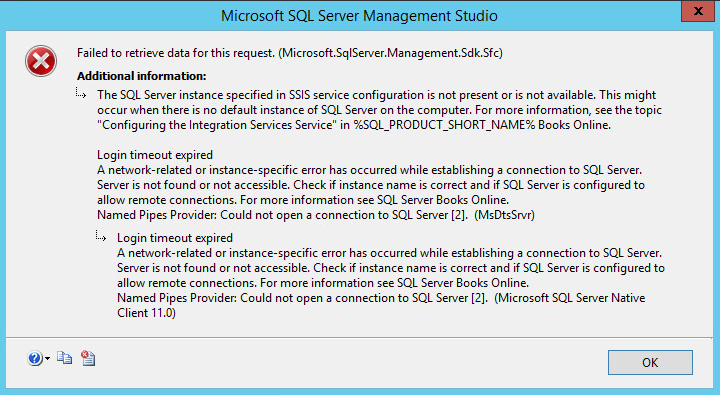 Microsoft SQL Server Management Studio
x
Failed to retrieve data for this request. (Microsoft.SqlServer.Management.Sdk.Sfc)
Additional information:
The SQL Server instance specified in SSIS service configuration is not present or is not available. This might
occur when there is no default instance of SQL Server on the computer. For more information, see the topic
"Configuring the Integration Services Service" in %SQL_PRODUCT_SHORT_NAME% Books Online.
Login timeout expired
A network-related or instance-specific error has occurred while establishing a connection to SQL Server.
Server is not found or not accessible. Check if instance name is correct and if SQL Server is configured to
allow remote connections. For more information see SQL Server Books Online.
Named Pipes Provider: Could not open a connection to SQL Server [2].  (MsDtsSrvr)
Login timeout expired
A network-related or instance-specific error has occurred while establishing a connection to SQL Server.
Server is not found or not accessible. Check if instance name is correct and if SQL Server is configured to
allow remote connections. For more information see SQL Server Books Online.
Named Pipes Provider: Could not open a connection to SQL Server [2].  (Microsoft SQL Server Native
Client 11.0)
OK